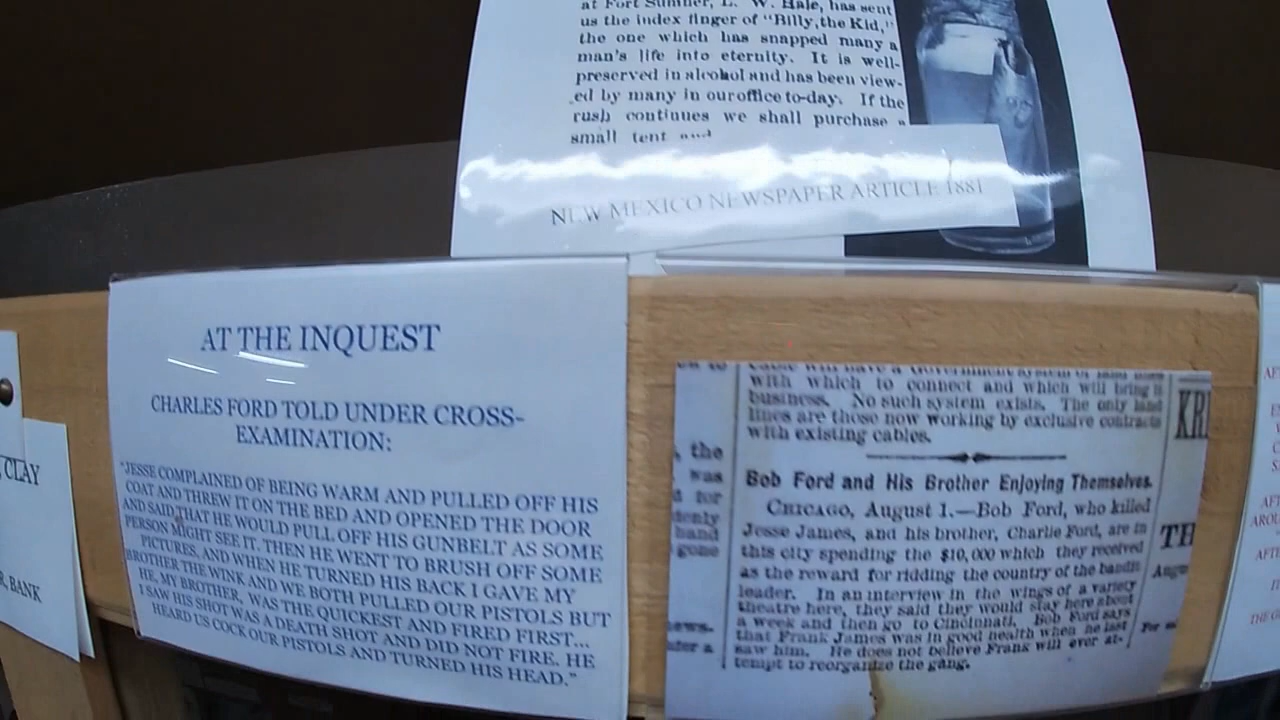 at Fort Sumner, L. W. Hale, has sent
us the index finger of "Billy, the Kid,"
the one which has snapped many a
man's life into eternity. It is well-
preserved in alcohol and has been view-
ed by many in our office to-day. If the
rush continues we shall purchase a
small tent and
NEW MEXICO NEWSPAPER ARTICLE 1881
AT THE INQUEST
CHARLES FORD TOLD UNDER CROSS-
EXAMINATION:
"JESSE COMPLAINED OF BEING WARM AND PULLED OFF HIS
COAT AND THREW IT ON THE BED AND OPENED THE DOOR
AND SAID THAT HE WOULD PULL OFF HIS GUNBELT AS SOME
PERSON MIGHT SEE IT. THEN HE WENT TO BRUSH OFF SOME
PICTURES, AND WHEN HE TURNED HIS BACK I GAVE MY
BROTHER THE WINK AND WE BOTH PULLED OUR PISTOLS BUT
HE, MY BROTHER, WAS THE QUICKEST AND FIRED FIRST...
I SAW HIS SHOT WAS A DEATH SHOT AND DID NOT FIRE. HE
HEARD US COCK OUR PISTOLS AND TURNED HIS HEAD."
with which to connect and which will bring it
business. No such system exists. The only land
lines are those now working by exclusive contracts
with existing cables.
Bob Ford and His Brother Enjoying Themselves.
CHICAGO, August 1.—Bob Ford, who killed
Jesse James, and his brother, Charlie Ford, are in
this city spending the $10,000 which they received
as the reward for ridding the country of the bandit
leader. In an interview in the wings of a variety
theatre here, they said they would stay here about
a week and then go to Cincinnati. Bob Ford says
that Frank James was in good health when he last
saw him. He does not believe Frank will ever at-
tempt to reorganize the gang.
the
was
hand
gone
KRI
TH
CLAY
BANK